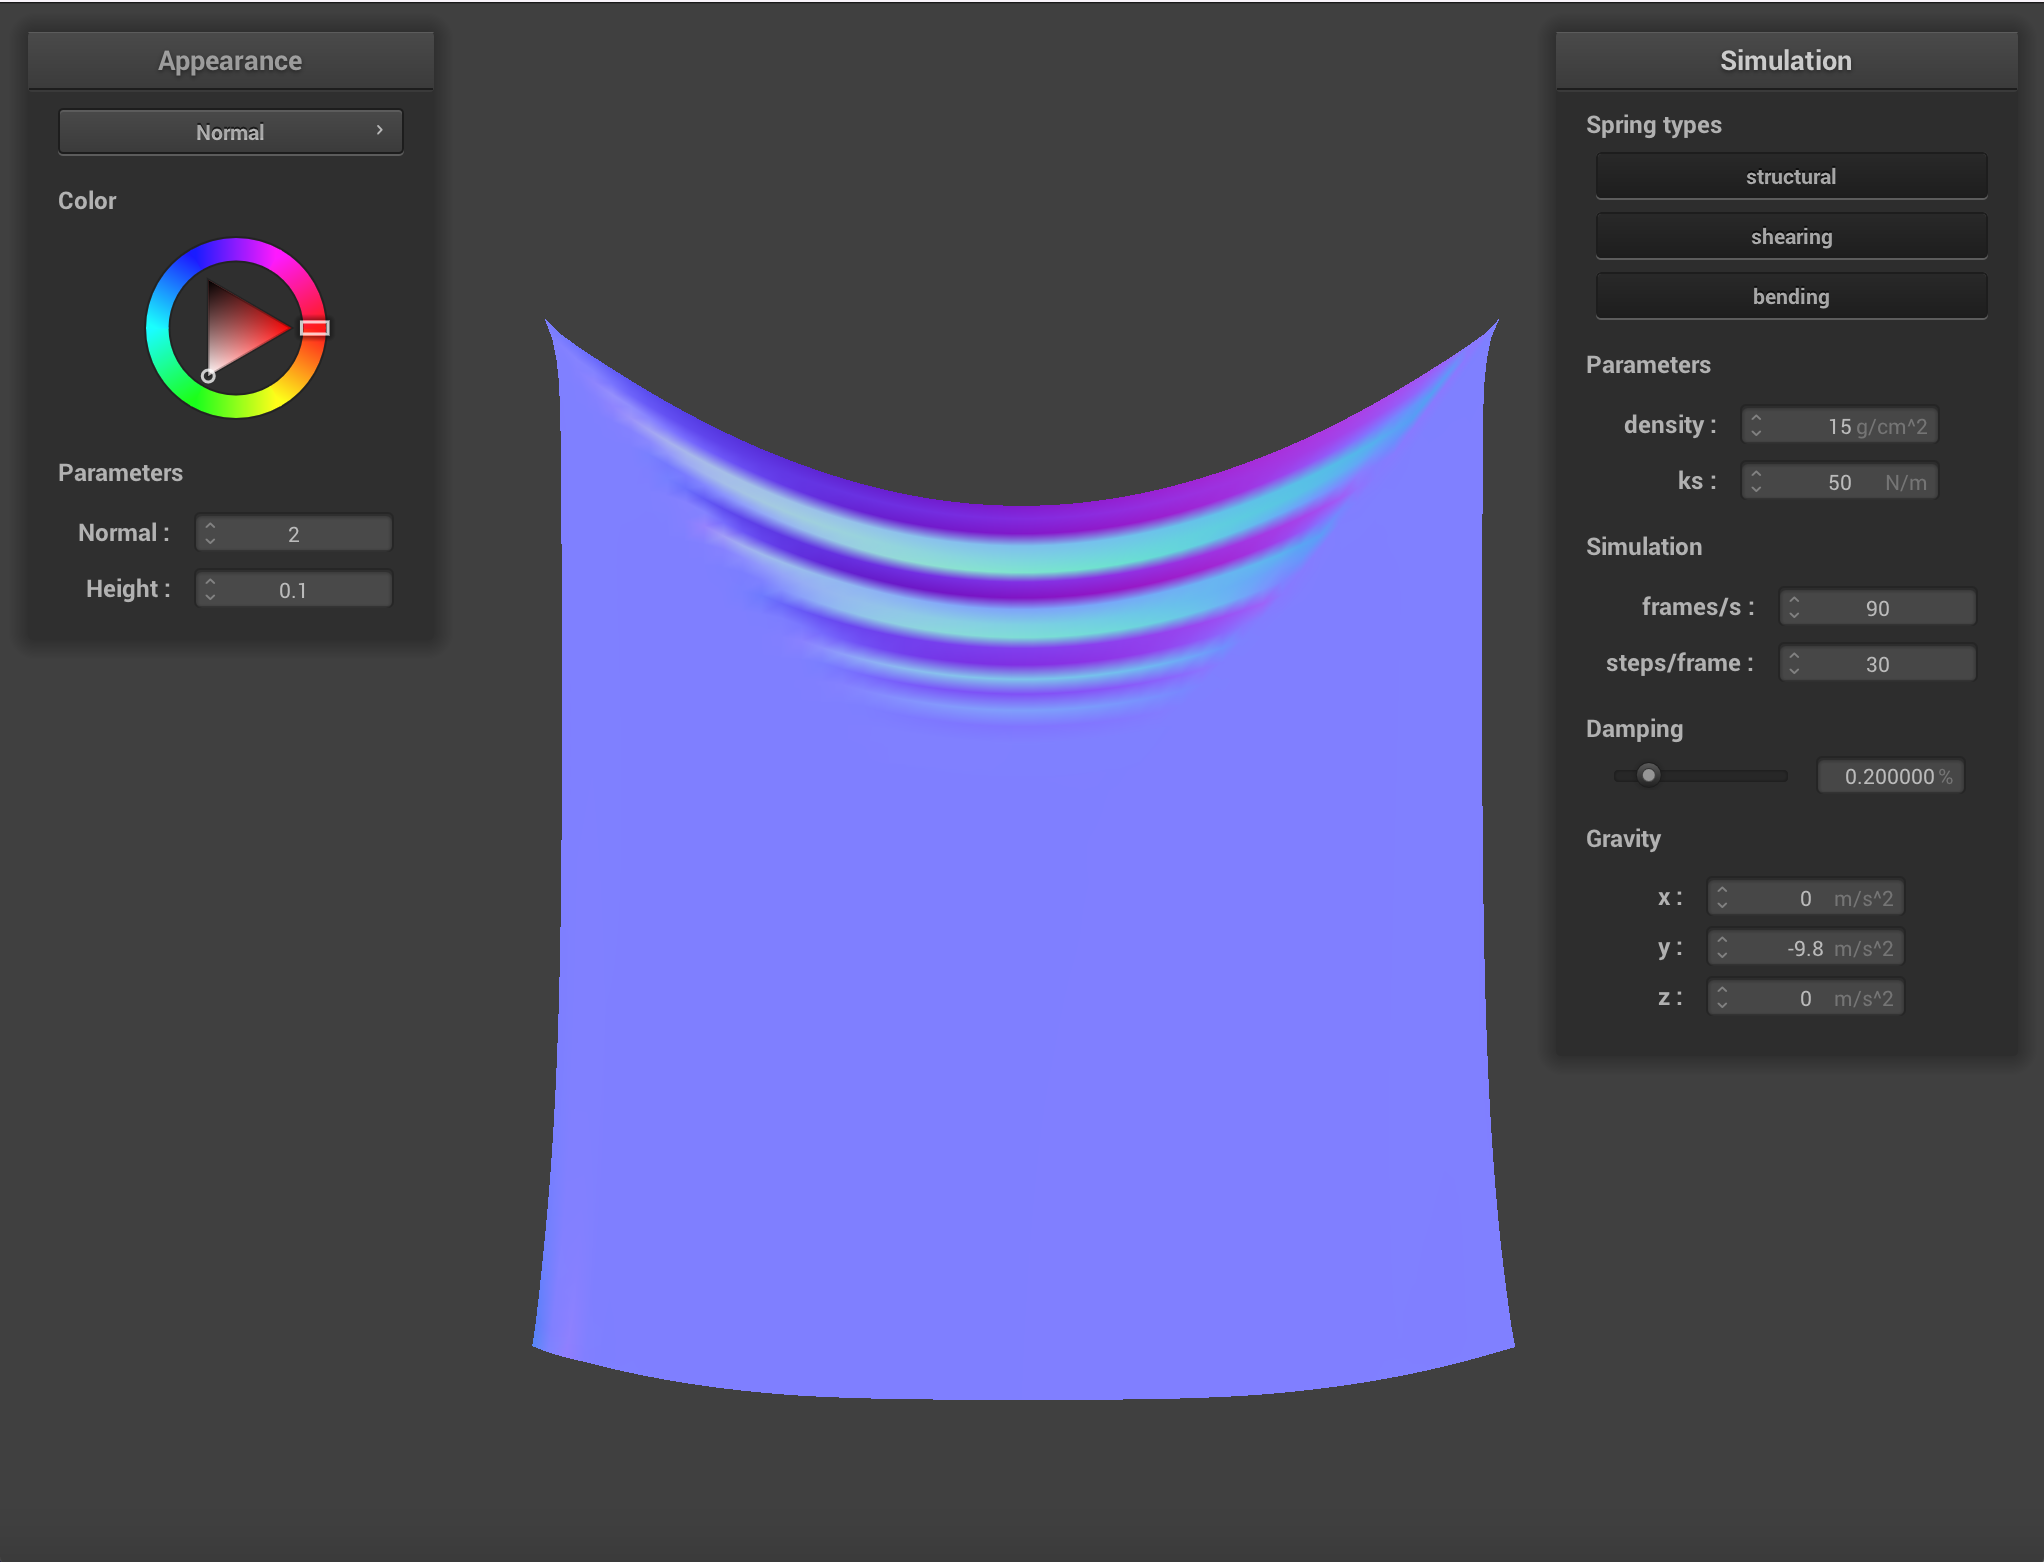 Appearance
Normal
Color
Parameters
Normal : 2
Height : 0.1
Simulation
Spring types
structural
shearing
bending
Parameters
density : 15 g/cm^2
ks : 50 N/m
Simulation
frames/s : 90
steps/frame : 30
Damping
0.200000 %
Gravity
x : 0 m/s^2
y : -9.8 m/s^2
z : 0 m/s^2